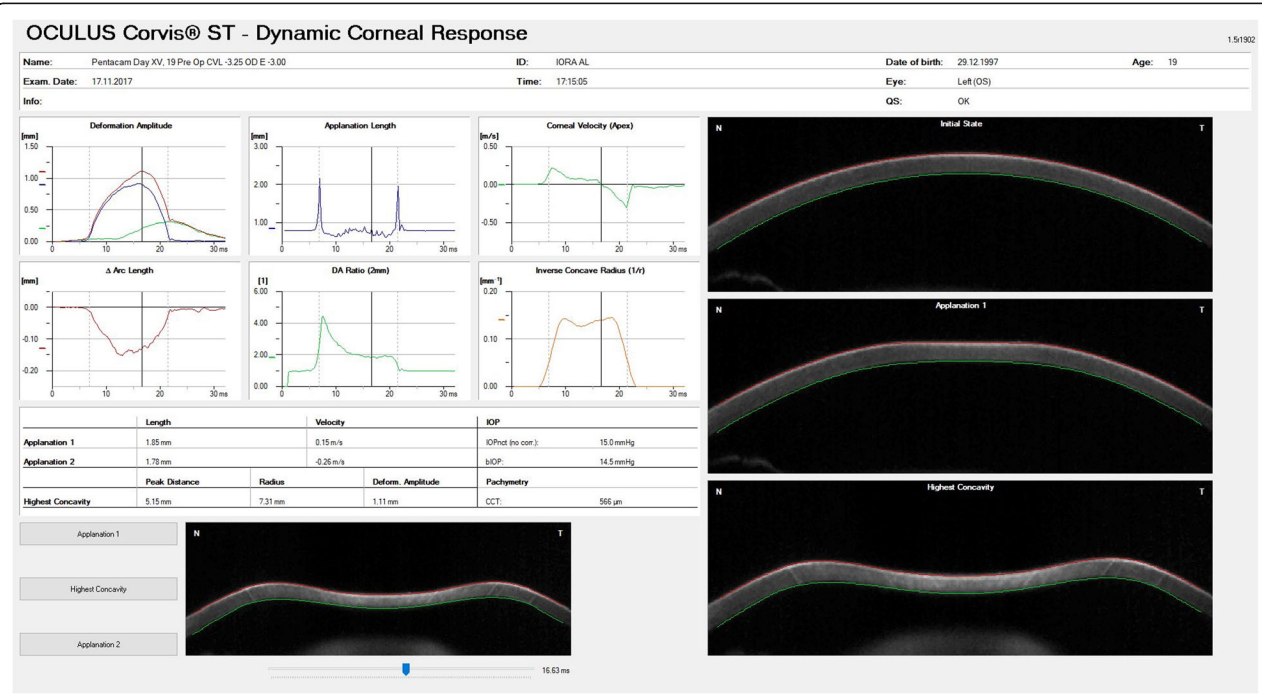 OCULUS Corvis® ST - Dynamic Corneal Response
1.5r1902
Name: Pentacam Day XV, 19 Pre Op CVL -3.25 OD E -3.00 ID: IORA AL Date of birth: 29.12.1997 Age: 19
Exam. Date: 17.11.2017 Time: 17:15:05 Eye: Left (OS)
Info: QS: OK
Deformation Amplitude
[mm]
1.50
1.00
0.50
0.00
0 10 20 30 ms
Applanation Length
[mm]
3.00
2.00
1.00
0 10 20 30 ms
Corneal Velocity (Apex)
[m/s]
0.50
0.00
-0.50
0 10 20 30 ms
Δ Arc Length
[mm]
0.00
-0.10
-0.20
0 10 20 30 ms
DA Ratio (2mm)
[1]
6.00
4.00
2.00
0.00
0 10 20 30 ms
Inverse Concave Radius (1/r)
[mm⁻¹]
0.20
0.10
0.00
0 10 20 30 ms
Length Velocity IOP
Applanation 1 1.85 mm 0.15 m/s IOPnct (no corr.): 15.0 mmHg
Applanation 2 1.78 mm -0.26 m/s bIOP: 14.5 mmHg
Peak Distance Radius Deform. Amplitude Pachymetry
Highest Concavity 5.15 mm 7.31 mm 1.11 mm CCT: 566 µm
Applanation 1
Highest Concavity
Applanation 2
N T
16.63 ms
N Initial State T
N Applanation 1 T
N Highest Concavity T